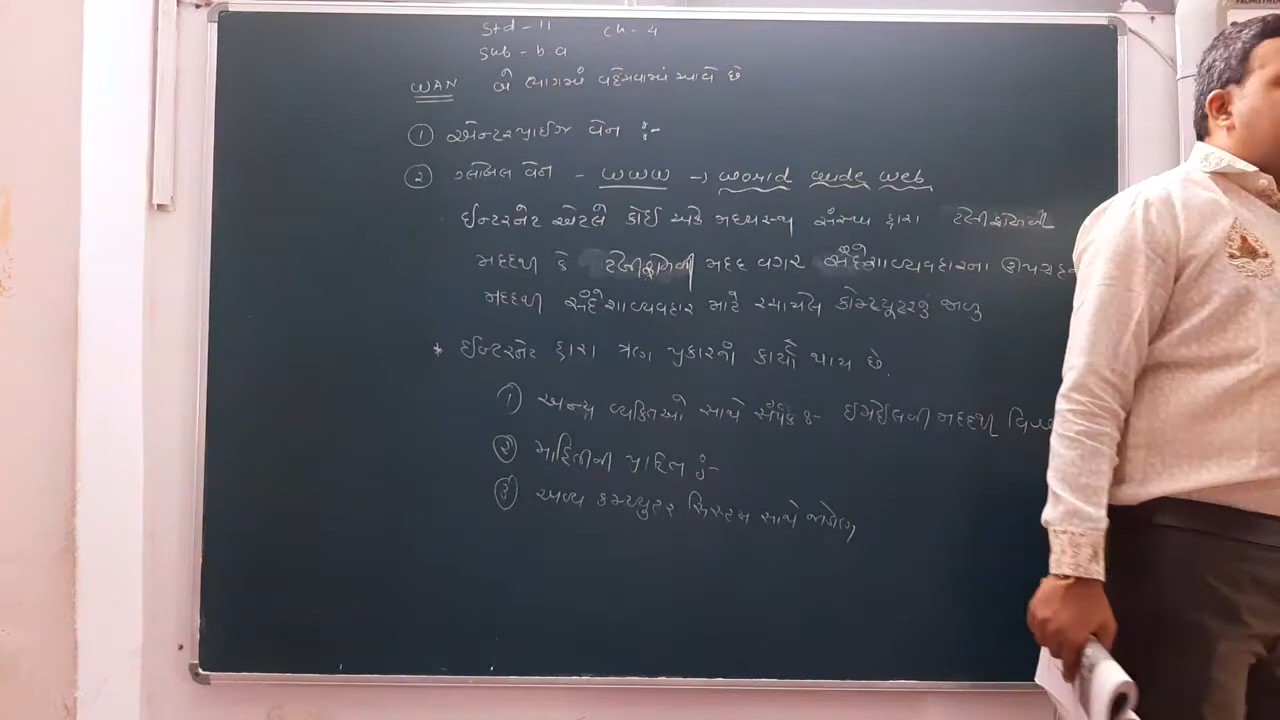 Std - 11 Ch - 4
Sub - b.a
WAN બે ભાગમાં વહેંચવામાં આવે છે
① એન્ટરપ્રાઈઝ વેન :-
② ગ્લોબલ વેન - WWW → World wide web
ઈન્ટરનેટ એટલે કોઈ એક મધ્યસ્થ સંસ્થા દ્વારા ટેલીફોનની
મદદથી કે ટેલીફોનની મદદ વગર સંદેશાવ્યવહારના
મદદથી સંદેશાવ્યવહાર માટે રચાયેલ કોમ્પ્યૂટરનું જાળુ
* ઈન્ટરનેટ દ્વારા ત્રણ પ્રકારનાં કાર્યો થાય છે.
① અન્ય વ્યક્તિઓ સાથે સંપર્ક :- ઈમેઈલની મદદથી
② માહિતીની પ્રાપ્તિ :-
③ અન્ય કમ્પ્યુટર સિસ્ટમ સાથે જોડાણ